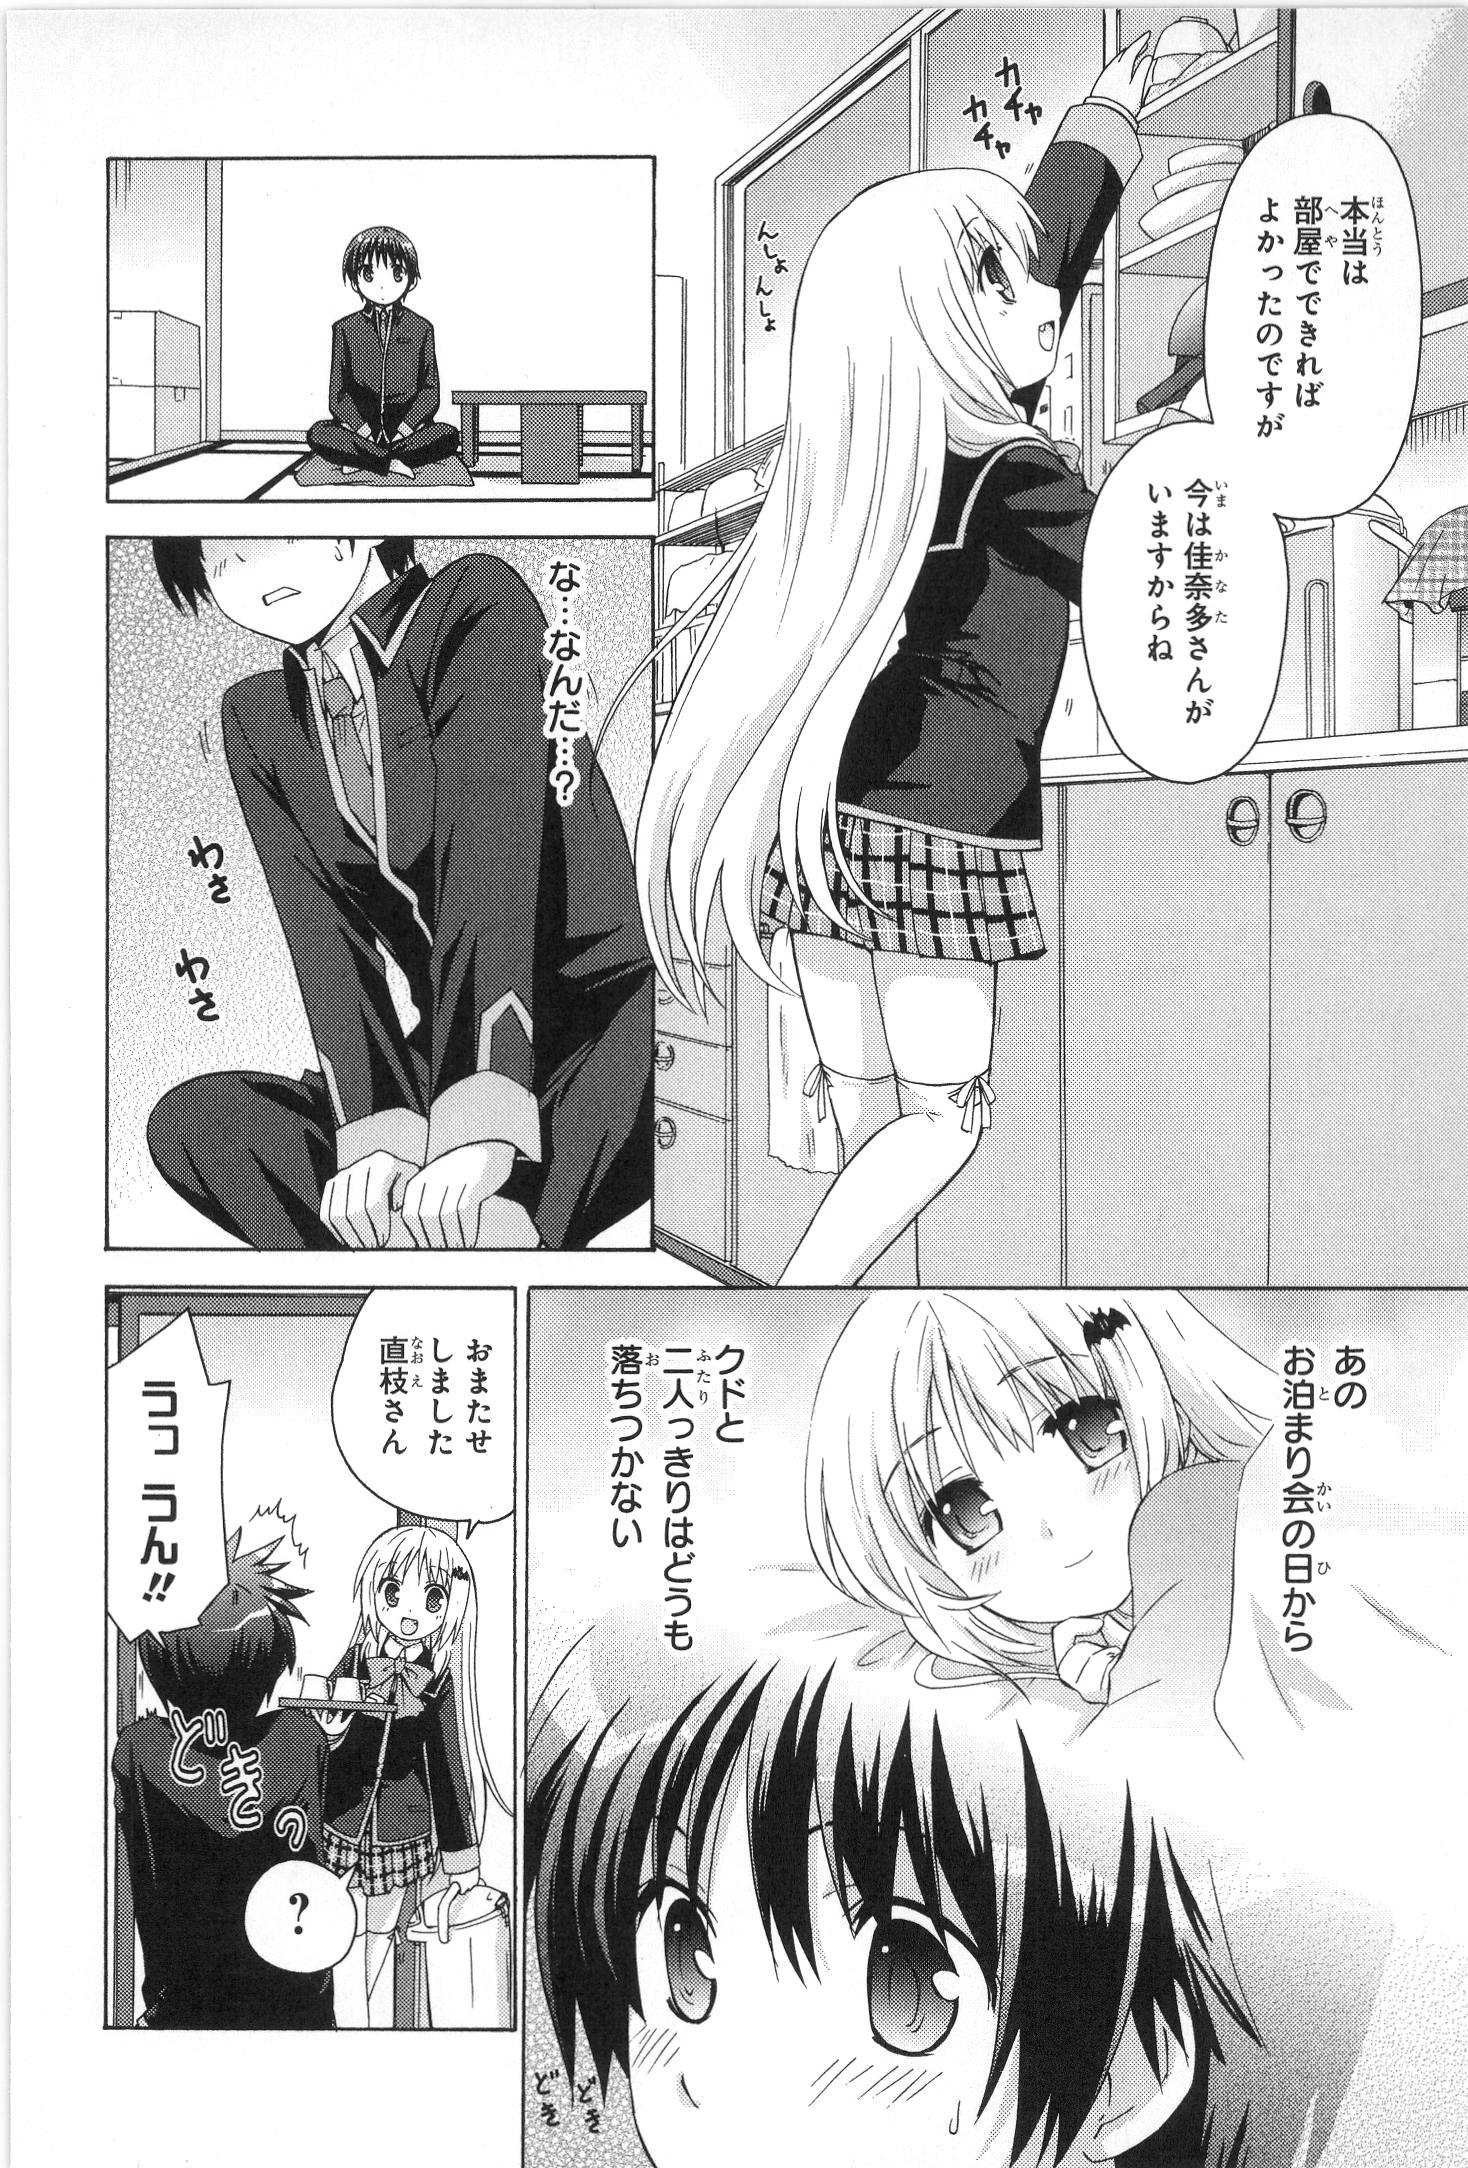 本当は
部屋でできれば
よかったのですが
今は佳奈多さんが
いますからね
カチャ
カチャ
んしょ んしょ
な…なんだ…？
わさ
わさ
あの
お泊まり会の日から
クドと
二人っきりはどうも
落ちつかない
どき
どき
おまたせ
しました
直枝さん
うっ うん!!
どきっ
？